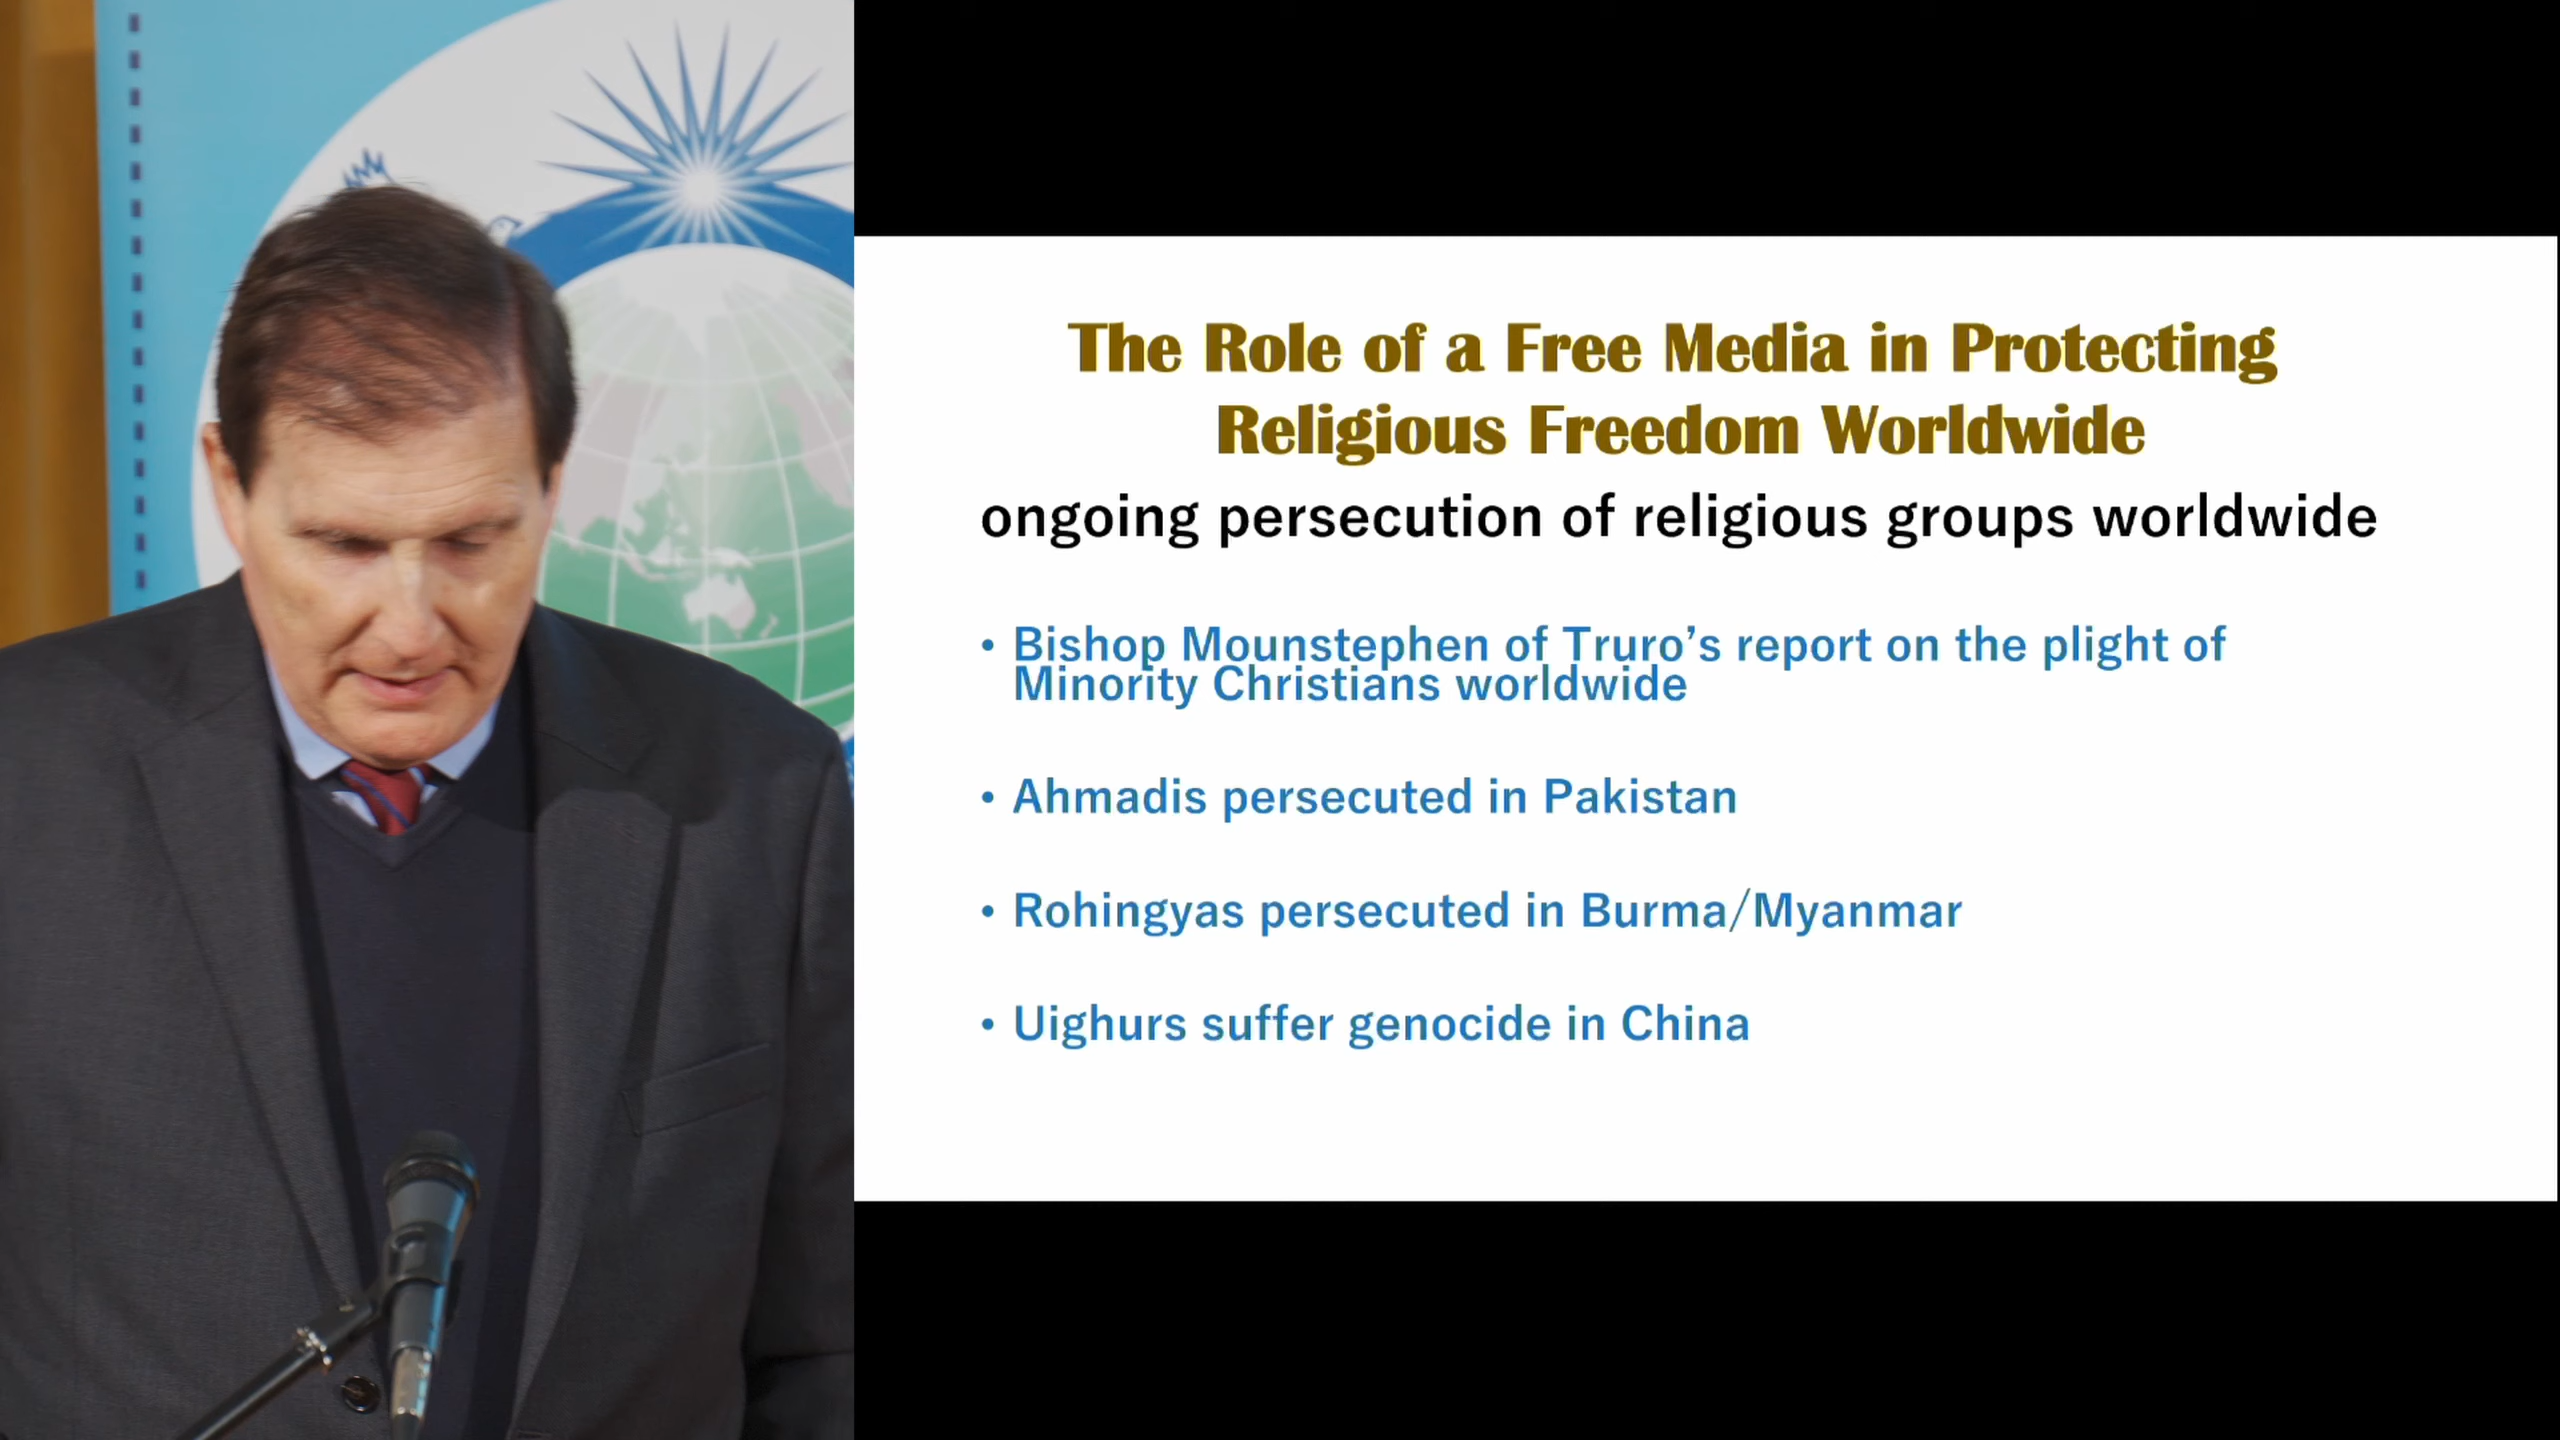 The Role of a Free Media in Protecting
Religious Freedom Worldwide
ongoing persecution of religious groups worldwide
• Bishop Mounstephen of Truro’s report on the plight of
Minority Christians worldwide
• Ahmadis persecuted in Pakistan
• Rohingyas persecuted in Burma/Myanmar
• Uighurs suffer genocide in China